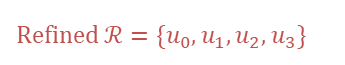 Refined ℛ = {u₀, u₁, u₂, u₃}